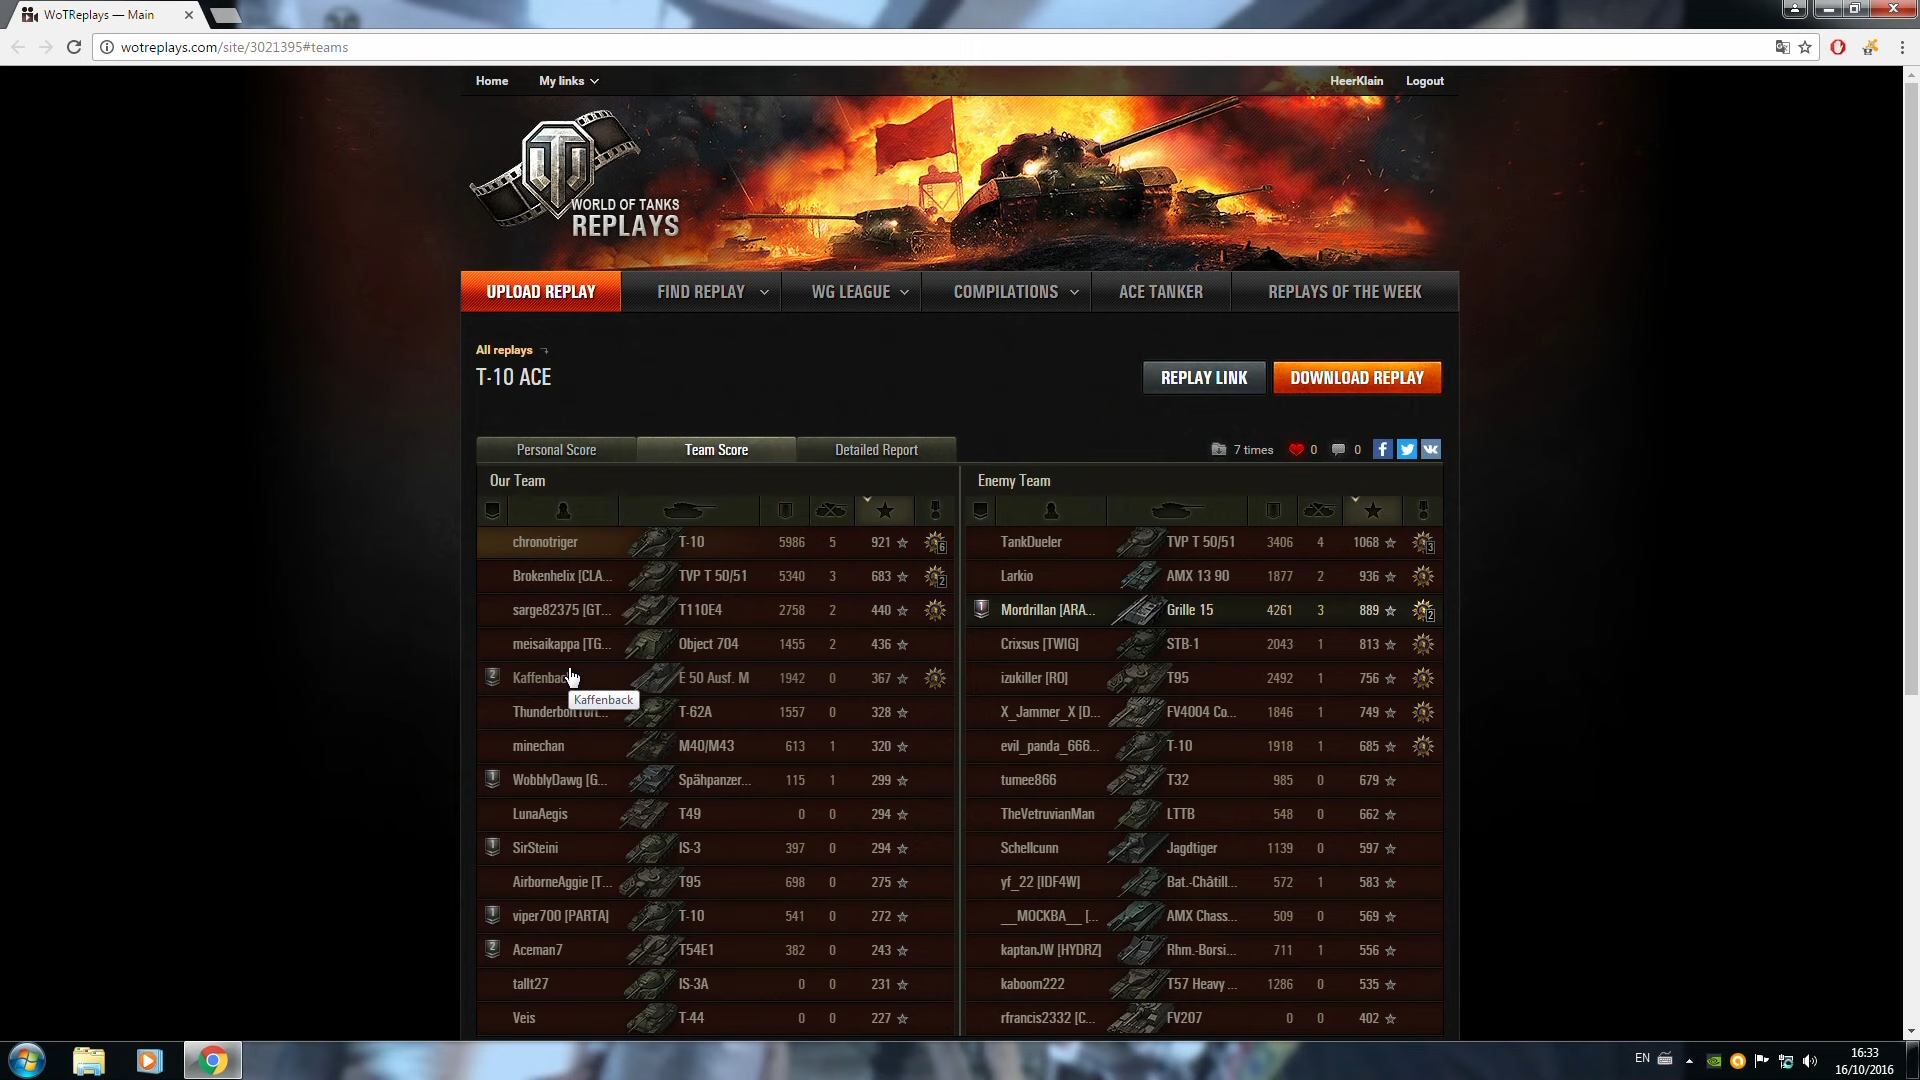 WoTReplays — Main
wotreplays.com/site/3021395#teams
Home My links HeerKlain Logout
WORLD OF TANKS
REPLAYS
UPLOAD REPLAY FIND REPLAY WG LEAGUE COMPILATIONS ACE TANKER REPLAYS OF THE WEEK
All replays
T-10 ACE
REPLAY LINK DOWNLOAD REPLAY
Personal Score Team Score Detailed Report 7 times 0 0
Our Team
chronotriger T-10 5986 5 921 6
Brokenhelix [CLA... TVP T 50/51 5340 3 683 2
sarge82375 [GT... T110E4 2758 2 440
meisaikappa [TG... Object 704 1455 2 436
2 Kaffenbac E 50 Ausf. M 1942 0 367
Kaffenback
T-62A 1557 0 328
minechan M40/M43 613 1 320
1 WobblyDawg [G... Spähpanzer... 115 1 299
LunaAegis T49 0 0 294
1 SirSteini IS-3 397 0 294
AirborneAggie [T... T95 698 0 275
1 viper700 [PARTA] T-10 541 0 272
2 Aceman7 T54E1 382 0 243
tallt27 IS-3A 0 0 231
Veis T-44 0 0 227
Enemy Team
TankDueler TVP T 50/51 3406 4 1068 3
Larkio AMX 13 90 1877 2 936
1 Mordrillan [ARA... Grille 15 4261 3 889 2
Crixsus [TWIG] STB-1 2043 1 813
izukiller [RO] T95 2492 1 756
X_Jammer_X [D... FV4004 Co... 1846 1 749
evil_panda_666... T-10 1918 1 685
tumee866 T32 985 0 679
TheVetruvianMan LTTB 548 0 662
Schellcunn Jagdtiger 1139 0 597
yf_22 [IDF4W] Bat.-Châtill... 572 1 583
__MOCKBA__ [... AMX Chass... 509 0 569
kaptanJW [HYDRZ] Rhm.-Borsi... 711 1 556
kaboom222 T57 Heavy ... 1286 0 535
rfrancis2332 [C... FV207 0 0 402
EN
16:33
16/10/2016